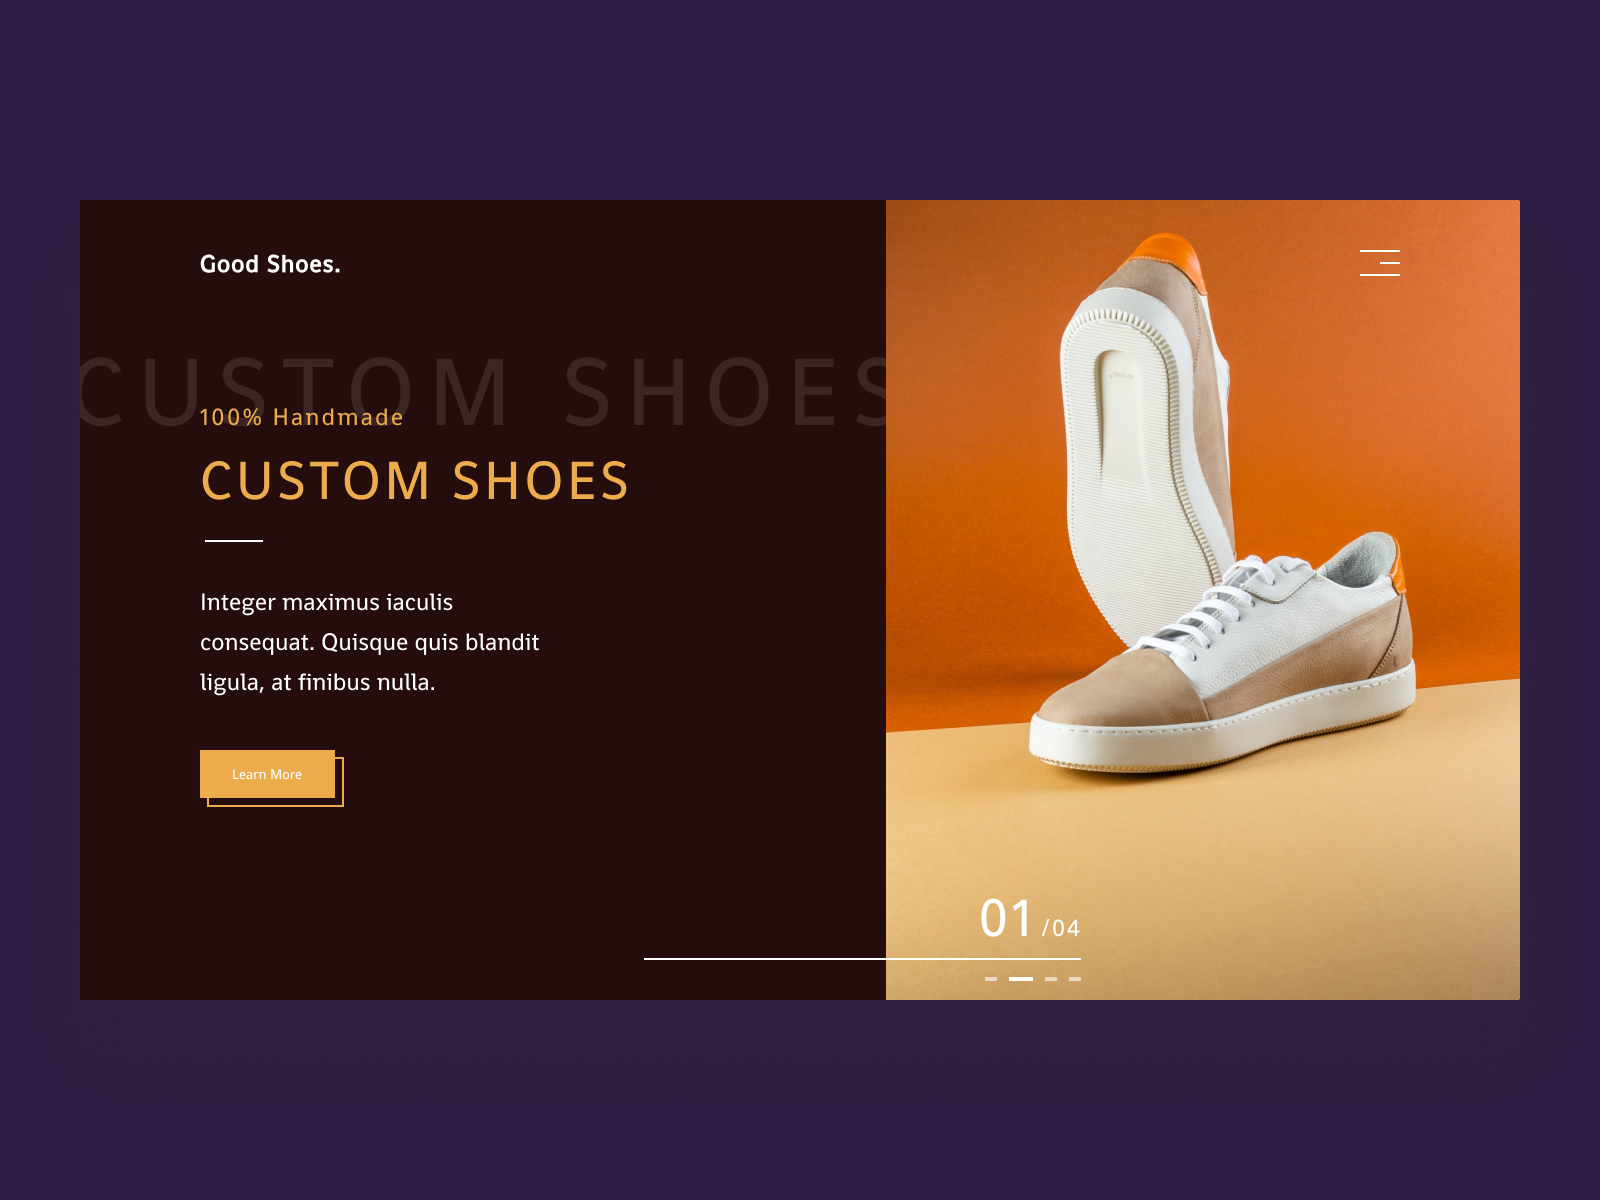 Good Shoes.
CUSTOM SHOES
100% Handmade
CUSTOM SHOES
Integer maximus iaculis
consequat. Quisque quis blandit
ligula, at finibus nulla.
Learn More
01 /04